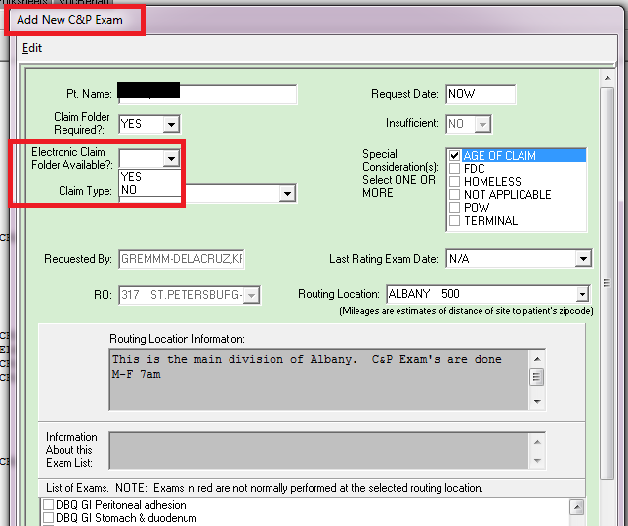 Add New C&P Exam
Edit
Pt. Name:
Request Date: NOW
Claim Folder Required?: YES
Insufficient: NO
Electronic Claim Folder Available?:
YES
NO
Special Consideration(s): Select ONE OR MORE
AGE OF CLAIM
FDC
HOMELESS
NOT APPLICABLE
POW
TERMINAL
Claim Type:
Requested By: GREMMM-DELACRUZ,KF
Last Rating Exam Date: N/A
RO: 317 ST.PETERSBUFG-
Routing Location: ALBANY 500
(Mileages are estimates of distance of site to patient's zipcode)
Routing Location Information:
This is the main division of Albany. C&P Exam's are done
M-F 7am
Information About this Exam List:
List of Exams. NOTE: Exams in red are not normally performed at the selected routing location.
DBQ GI Peritoneal adhesion
DBQ GI Stomach & duodenum